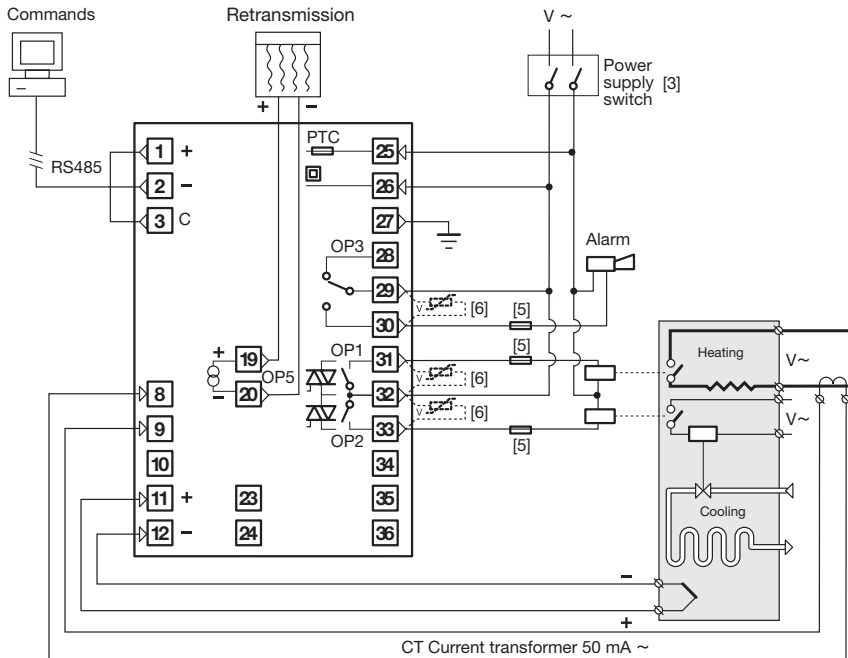 Commands
Retransmission
V ~
Power
supply [3]
switch
+ −
PTC
1 +
25
RS485
2 −
26
3 C
27
OP3
28
Alarm
29
V [6]
30
[5]
[5]
OP1
31
Heating
V~
+ 19
OP5
V [6]
− 20
32
8
V~
V [6]
9
OP2
33
[5]
10
34
11 +
23
35
Cooling
12 −
24
36
−
+
CT Current transformer 50 mA ~